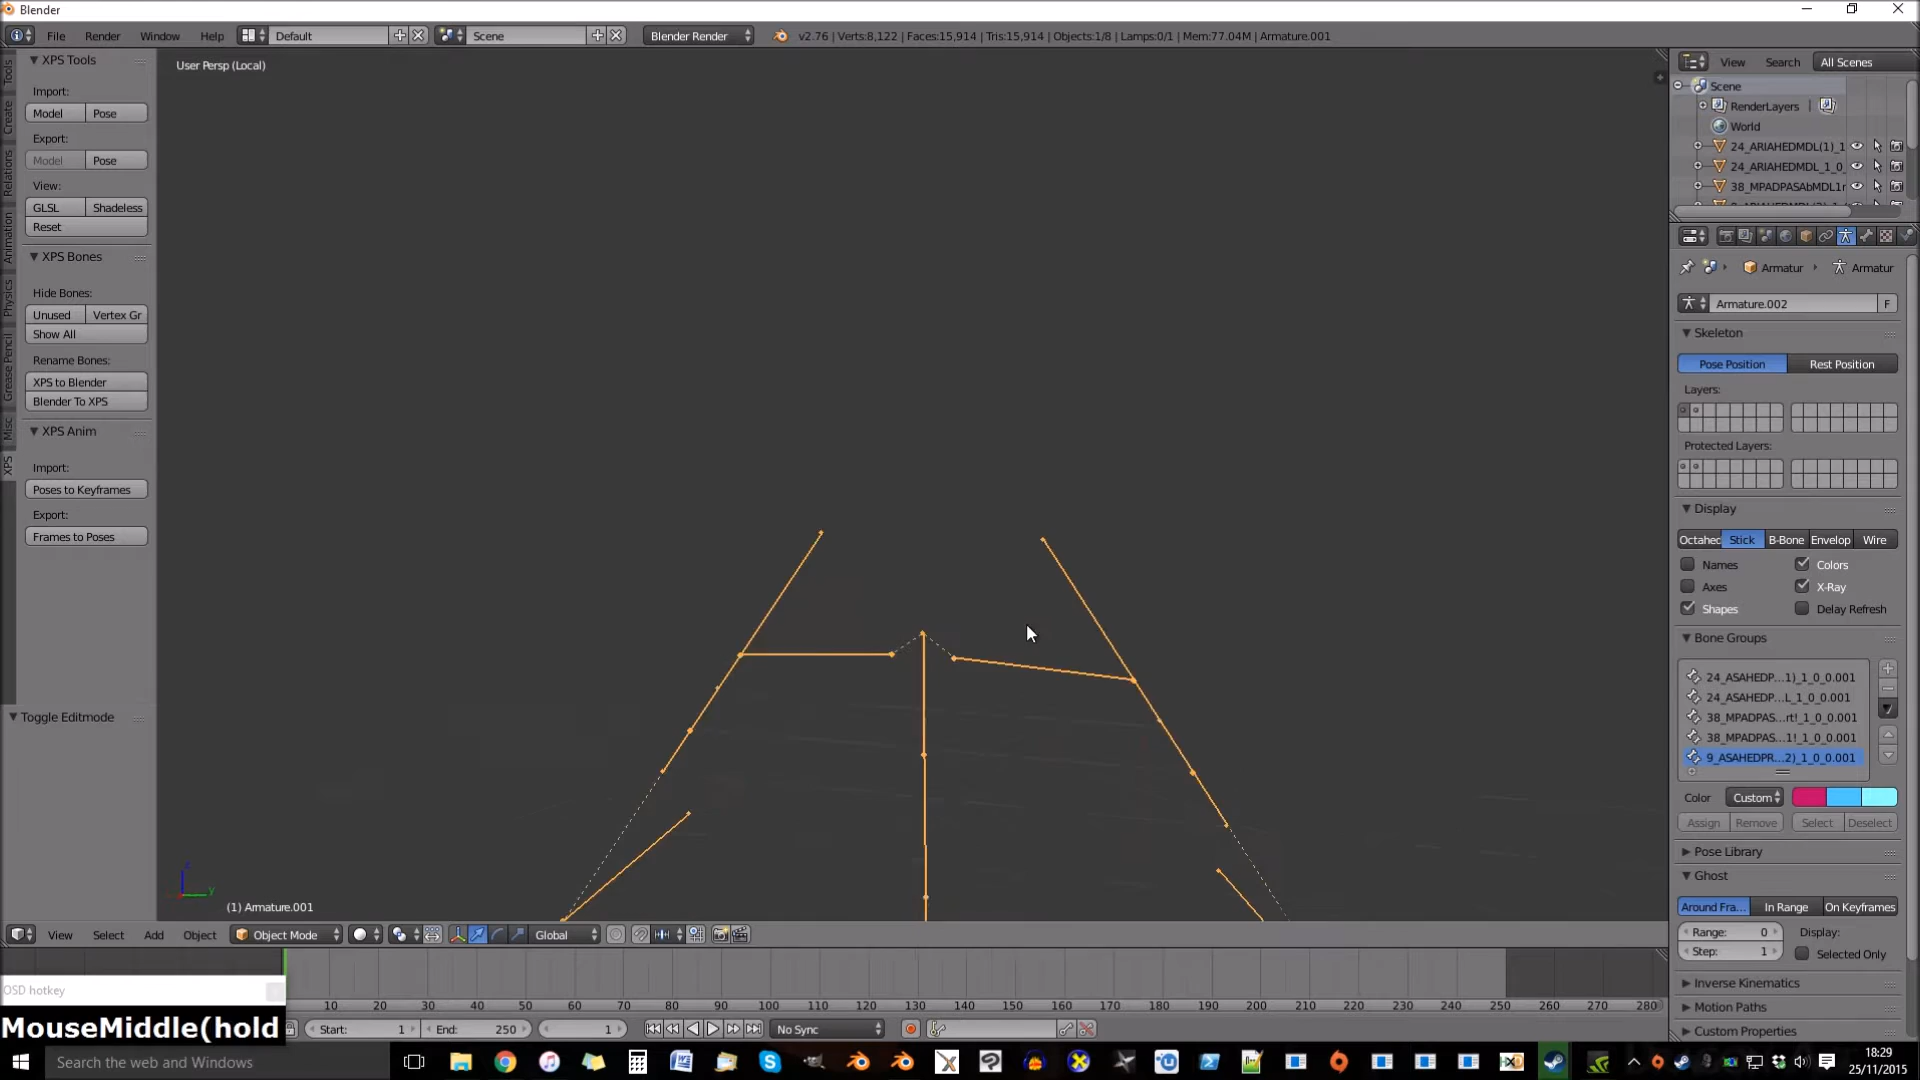 Blender
File Render Window Help Default Scene Blender Render v2.76 | Verts:8,122 | Faces:15,914 | Tris:15,914 | Objects:1/8 | Lamps:0/1 | Mem:77.04M | Armature.001
Tools
Create
Relations
Animation
Physics
Grease Pencil
Misc
XPS
XPS Tools
Import:
Model Pose
Export:
Model Pose
View:
GLSL Shadeless
Reset
XPS Bones
Hide Bones:
Unused Vertex Gr
Show All
Rename Bones:
XPS to Blender
Blender To XPS
XPS Anim
Import:
Poses to Keyframes
Export:
Frames to Poses
Toggle Editmode
User Persp (Local)
(1) Armature.001
View Search All Scenes
Scene
RenderLayers |
World
24_ARIAHEDMDL(1)_1
24_ARIAHEDMDL_1_0_
38_MPADPASAbMDL1r
Armatur Armatur
Armature.002 F
Skeleton
Pose Position Rest Position
Layers:
Protected Layers:
Display
Octahec Stick B-Bone Envelop Wire
Names Colors
Axes X-Ray
Shapes Delay Refresh
Bone Groups
24_ASAHEDP...1)_1_0_0.001
24_ASAHEDP...L_1_0_0.001
38_MPADPAS...rt!_1_0_0.001
38_MPADPAS...1!_1_0_0.001
9_ASAHEDPR...2)_1_0_0.001
Color Custom
Assign Remove Select Deselect
Pose Library
Ghost
Around Fra... In Range On Keyframes
Range: 0 Display:
Step: 1 Selected Only
Inverse Kinematics
Motion Paths
Custom Properties
View Select Add Object Object Mode Global
10 20 30 40 50 60 70 80 90 100 110 120 130 140 150 160 170 180 190 200 210 220 230 240 250 260 270 280
Start: 1 End: 250 1 No Sync
OSD hotkey
MouseMiddle(hold
Search the web and Windows
18:29
25/11/2015